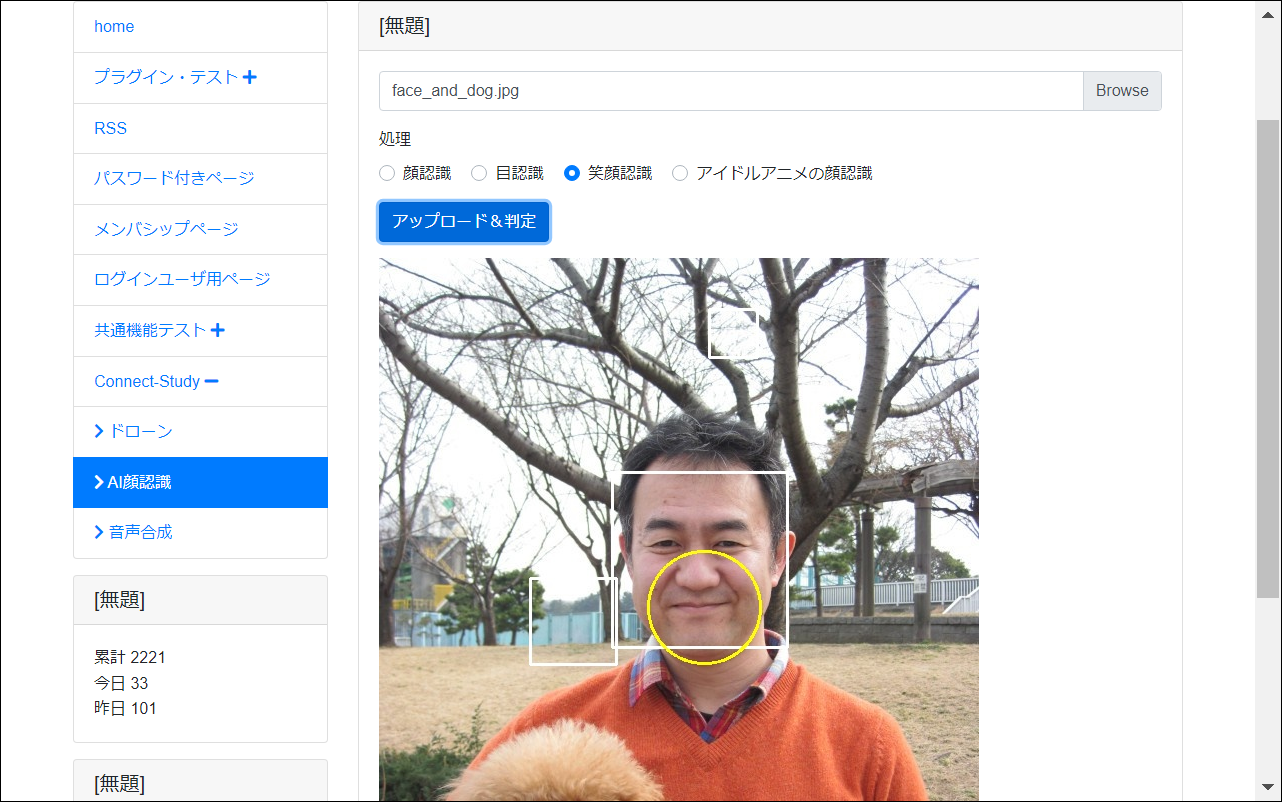 home
プラグイン・テスト
RSS
パスワード付きページ
メンバシップページ
ログインユーザ用ページ
共通機能テスト
Connect-Study
ドローン
AI顔認識
音声合成
[無題]
累計 2221
今日 33
昨日 101
[無題]
[無題]
face_and_dog.jpg Browse
処理
顔認識 目認識 笑顔認識 アイドルアニメの顔認識
アップロード＆判定